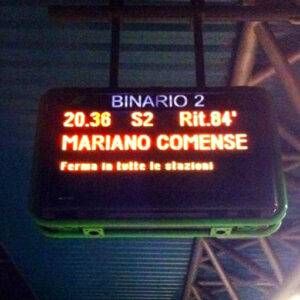 BINARIO 2
20.36 S2 Rit.84'
MARIANO COMENSE
Ferma in tutte le stazioni